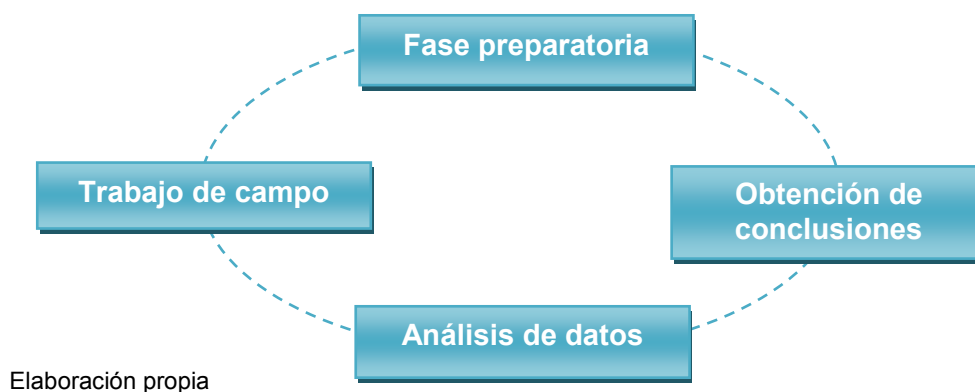 Fase preparatoria
Trabajo de campo
Obtención de
conclusiones
Análisis de datos
Elaboración propia